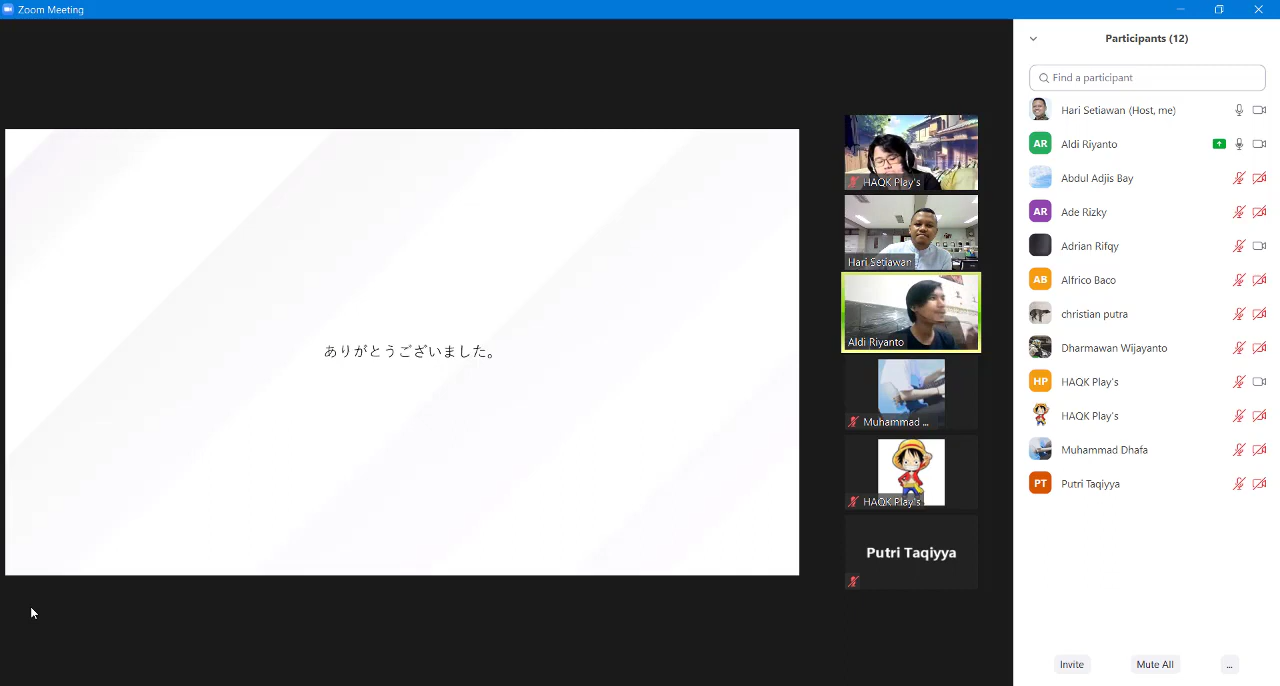 Zoom Meeting
ありがとうございました。
HAQK Play's
Hari Setiawan
Aldi Riyanto
Muhammad ...
HAQK Play's
Putri Taqiyya
Participants (12)
Find a participant
Hari Setiawan (Host, me)
AR Aldi Riyanto
Abdul Adjis Bay
AR Ade Rizky
Adrian Rifqy
AB Alfrico Baco
christian putra
Dharmawan Wijayanto
HP HAQK Play's
HAQK Play's
Muhammad Dhafa
PT Putri Taqiyya
Invite Mute All ...